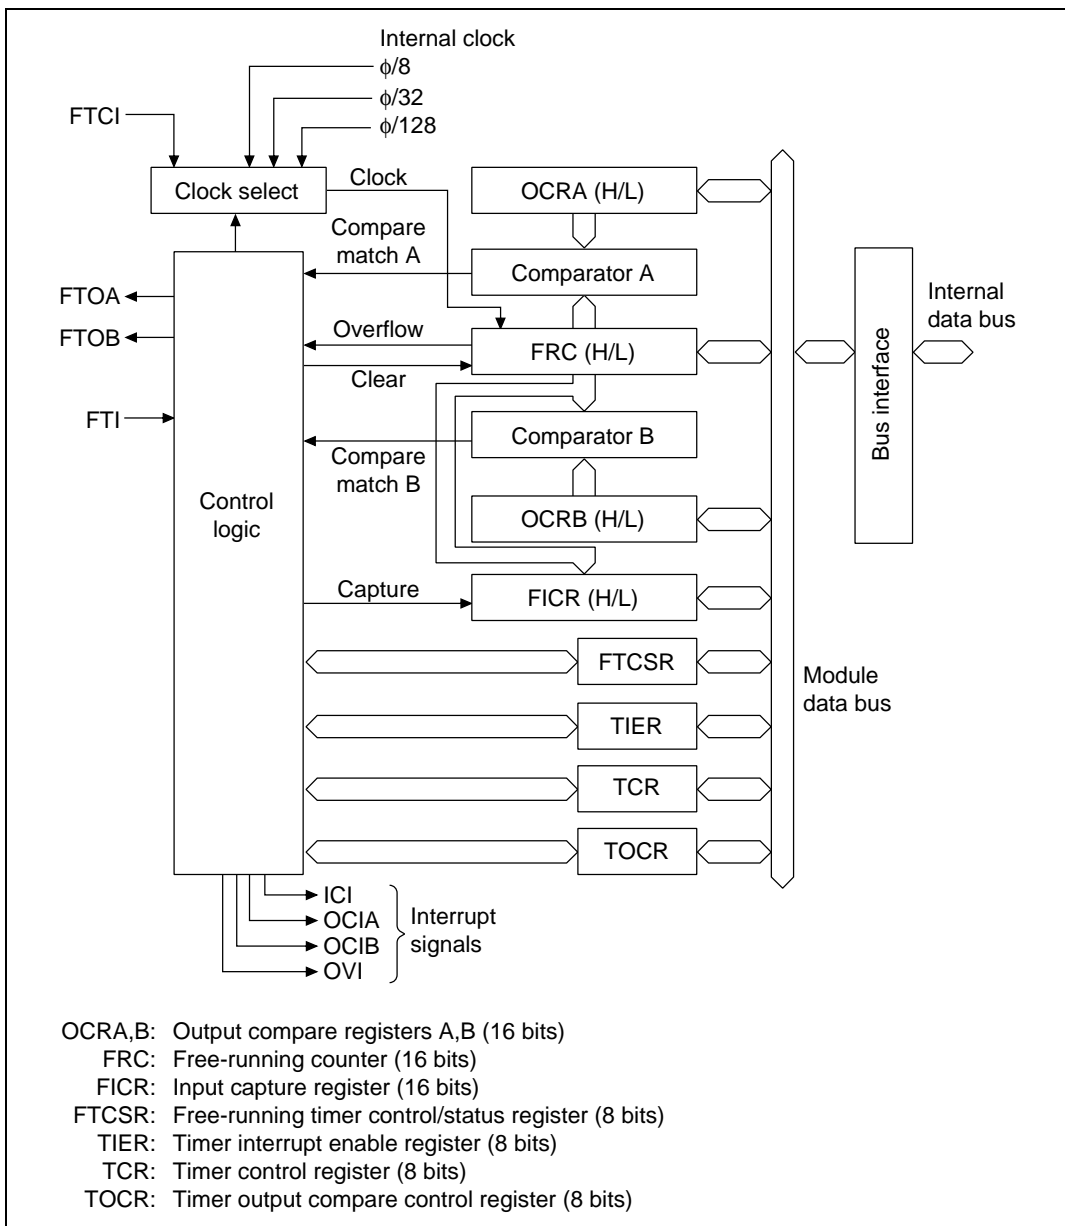 Internal clock
ϕ/8
ϕ/32
FTCI
ϕ/128
Clock select
Clock
OCRA (H/L)
Compare
match A
Comparator A
FTOA
FTOB
Overflow
FRC (H/L)
Clear
Internal
data bus
Bus interface
FTI
Comparator B
Compare
match B
Control
logic
OCRB (H/L)
Capture
FICR (H/L)
FTCSR
Module
data bus
TIER
TCR
TOCR
ICI
OCIA
OCIB
OVI
Interrupt
signals
OCRA,B: Output compare registers A,B (16 bits)
FRC: Free-running counter (16 bits)
FICR: Input capture register (16 bits)
FTCSR: Free-running timer control/status register (8 bits)
TIER: Timer interrupt enable register (8 bits)
TCR: Timer control register (8 bits)
TOCR: Timer output compare control register (8 bits)